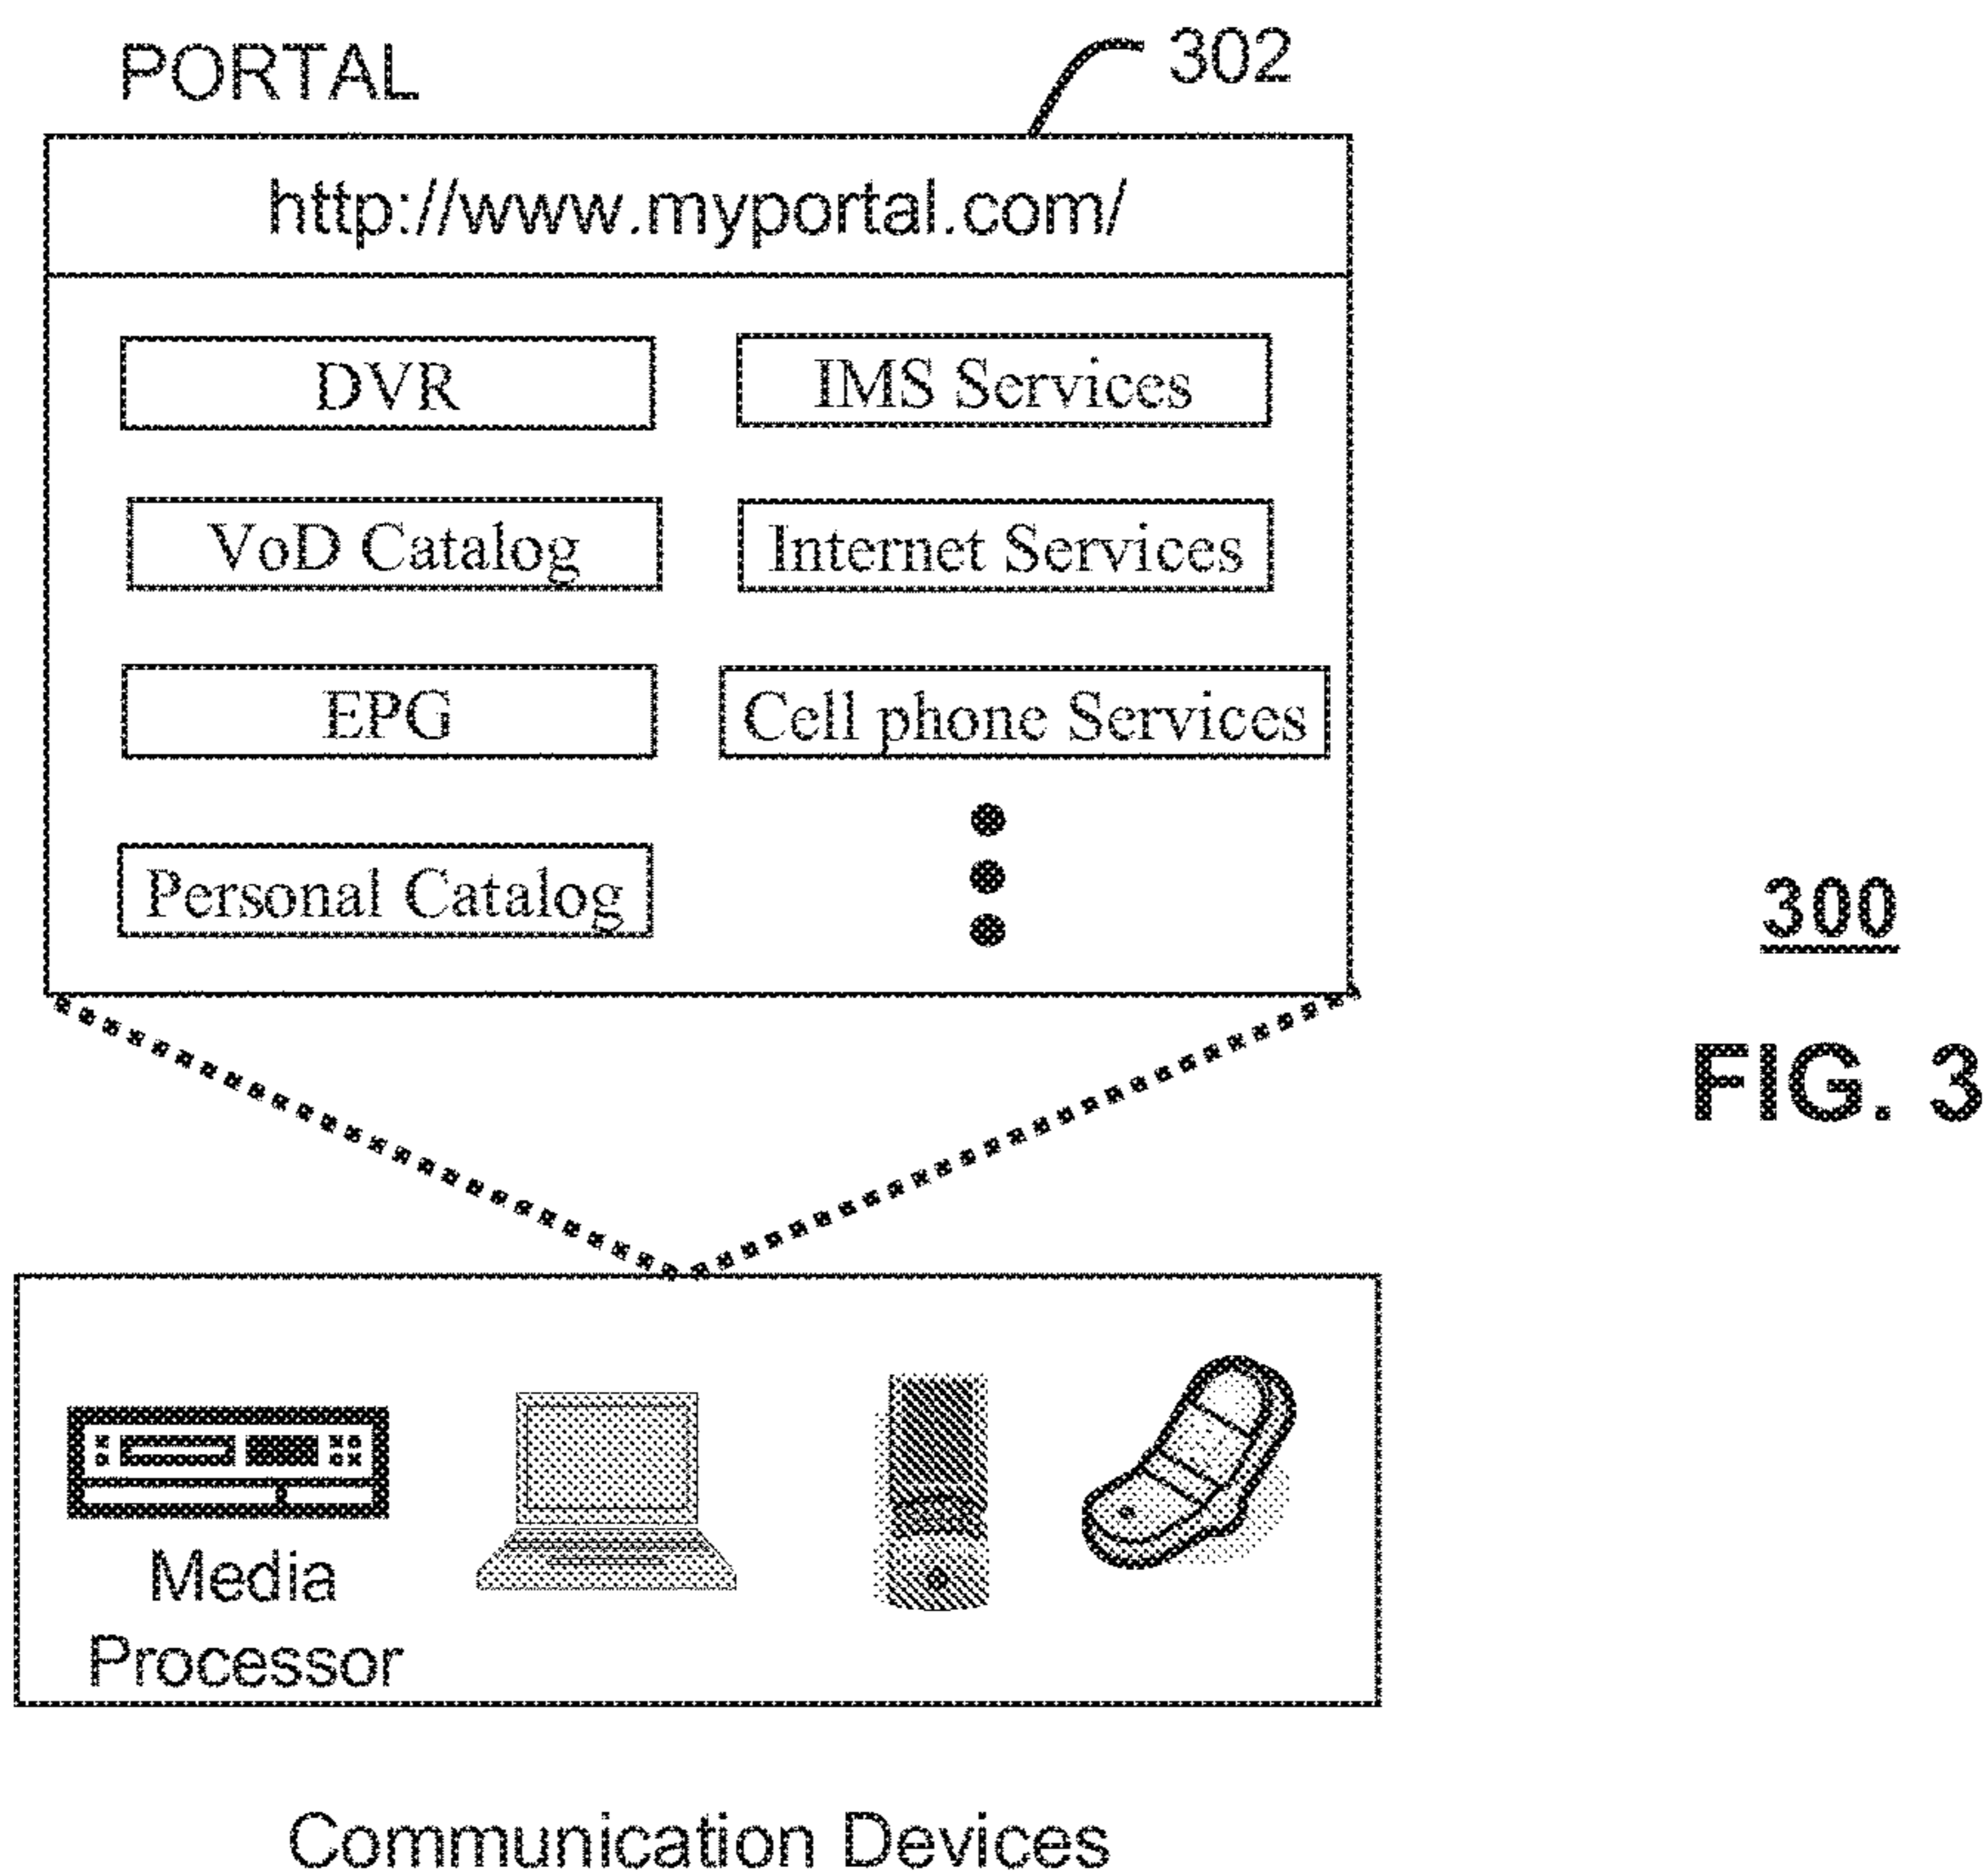 PORTAL
302
http://www.myportal.com/
DVR
IMS Services
VoD Catalog
Internet Services
EPG
Cell phone Services
Personal Catalog
300
FIG. 3
Media
Processor
Communication Devices